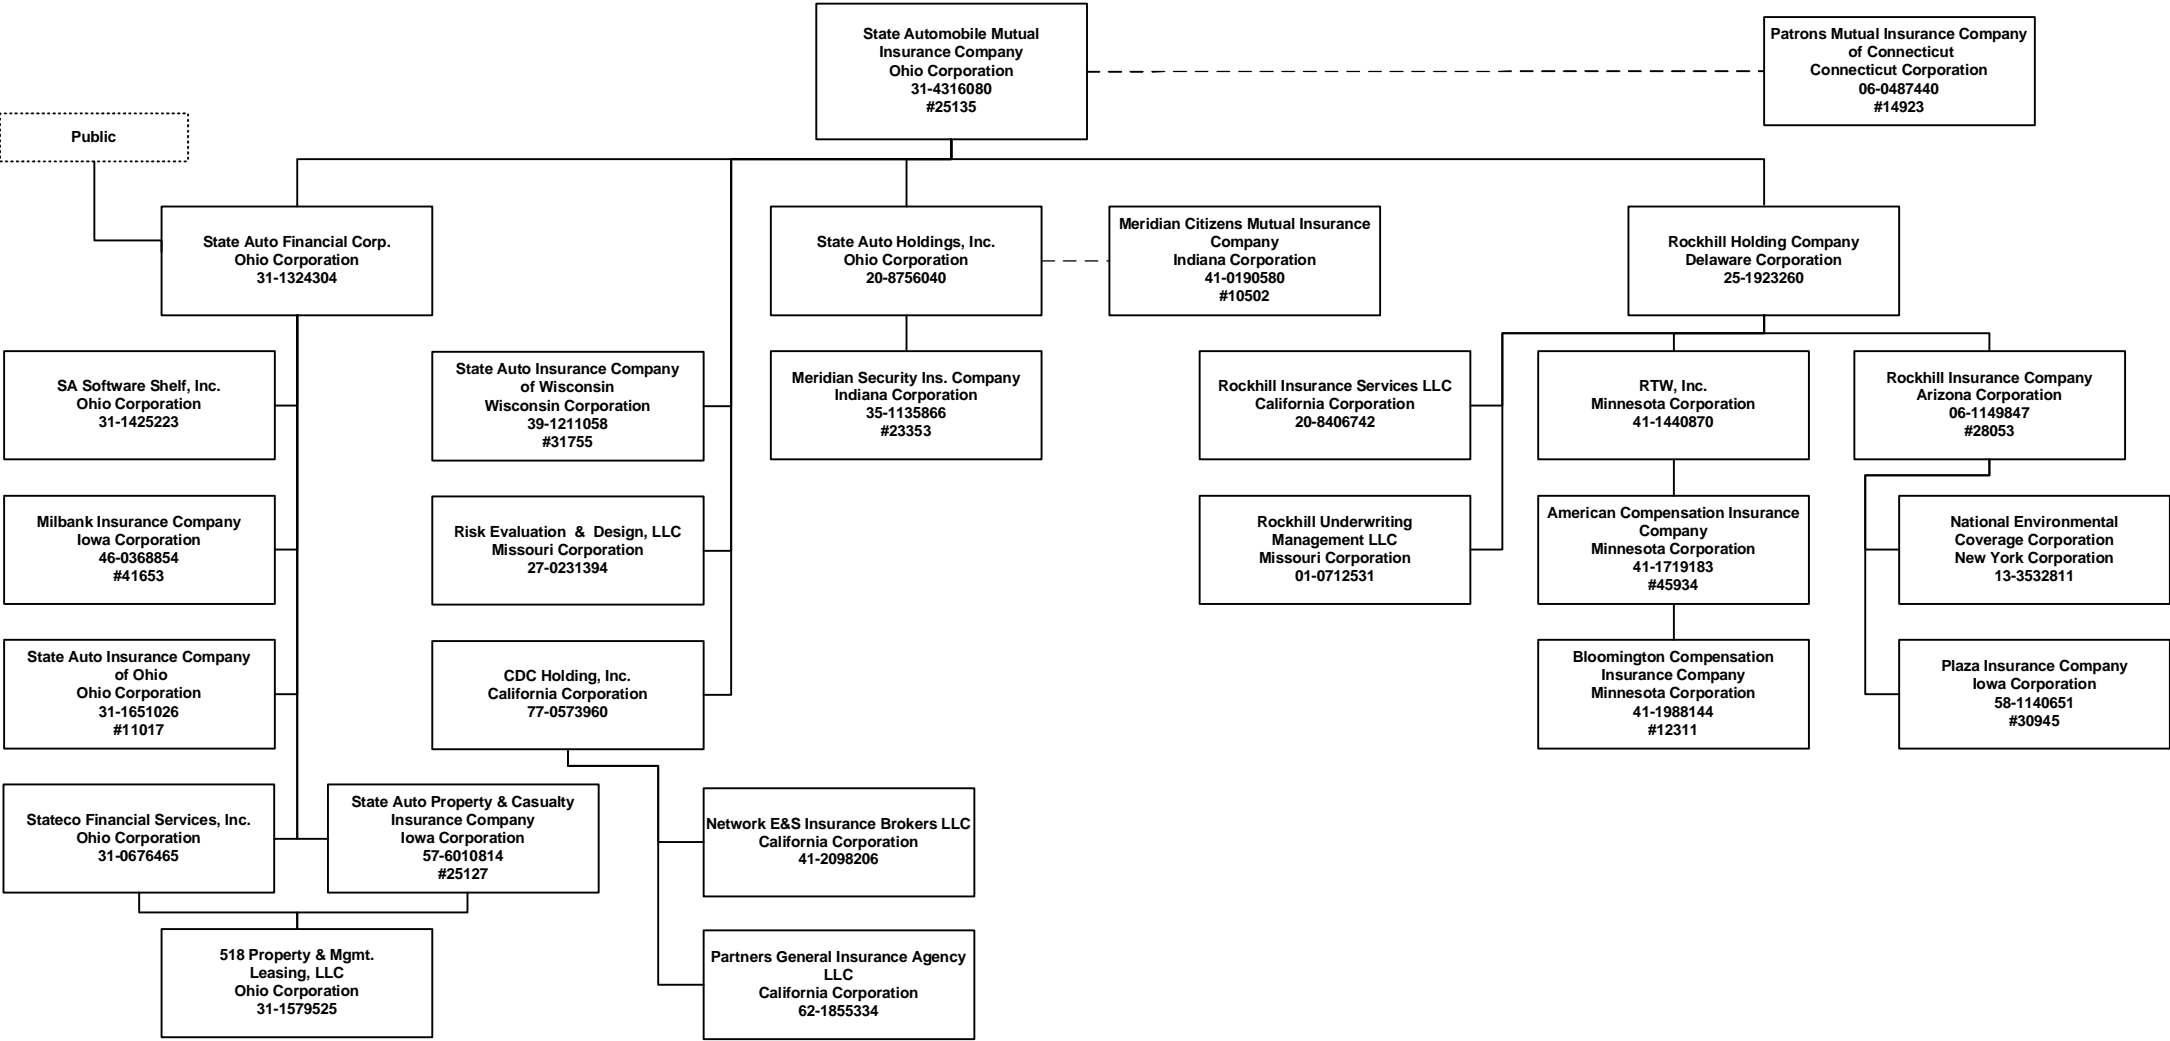 State Automobile Mutual
Insurance Company
Ohio Corporation
31-4316080
#25135
Patrons Mutual Insurance Company
of Connecticut
Connecticut Corporation
06-0487440
#14923
Public
State Auto Financial Corp.
Ohio Corporation
31-1324304
State Auto Holdings, Inc.
Ohio Corporation
20-8756040
Meridian Citizens Mutual Insurance
Company
Indiana Corporation
41-0190580
#10502
Rockhill Holding Company
Delaware Corporation
25-1923260
SA Software Shelf, Inc.
Ohio Corporation
31-1425223
State Auto Insurance Company
of Wisconsin
Wisconsin Corporation
39-1211058
#31755
Meridian Security Ins. Company
Indiana Corporation
35-1135866
#23353
Rockhill Insurance Services LLC
California Corporation
20-8406742
RTW, Inc.
Minnesota Corporation
41-1440870
Rockhill Insurance Company
Arizona Corporation
06-1149847
#28053
Milbank Insurance Company
Iowa Corporation
46-0368854
#41653
Risk Evaluation & Design, LLC
Missouri Corporation
27-0231394
Rockhill Underwriting
Management LLC
Missouri Corporation
01-0712531
American Compensation Insurance
Company
Minnesota Corporation
41-1719183
#45934
National Environmental
Coverage Corporation
New York Corporation
13-3532811
State Auto Insurance Company
of Ohio
Ohio Corporation
31-1651026
#11017
CDC Holding, Inc.
California Corporation
77-0573960
Bloomington Compensation
Insurance Company
Minnesota Corporation
41-1988144
#12311
Plaza Insurance Company
Iowa Corporation
58-1140651
#30945
Stateco Financial Services, Inc.
Ohio Corporation
31-0676465
State Auto Property & Casualty
Insurance Company
Iowa Corporation
57-6010814
#25127
Network E&S Insurance Brokers LLC
California Corporation
41-2098206
518 Property & Mgmt.
Leasing, LLC
Ohio Corporation
31-1579525
Partners General Insurance Agency
LLC
California Corporation
62-1855334